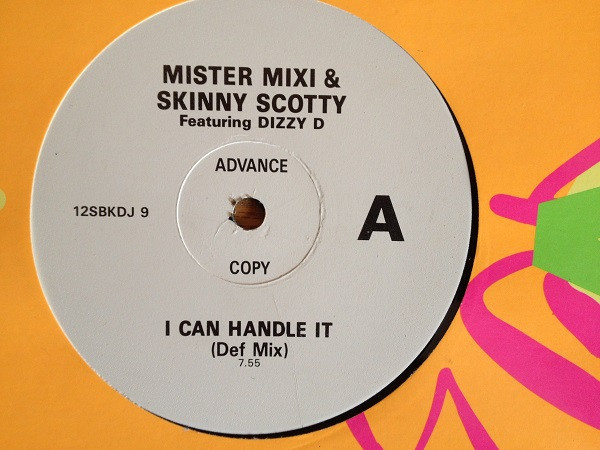 MISTER MIXI &
SKINNY SCOTTY
Featuring DIZZY D
ADVANCE
12SBKDJ 9
A
COPY
I CAN HANDLE IT
(Def Mix)
7.55